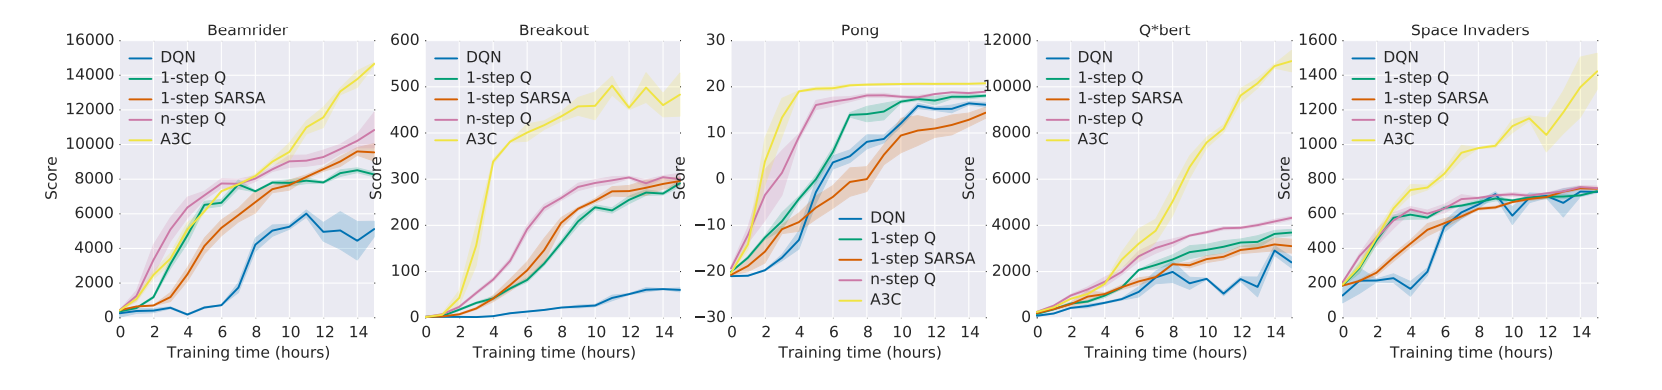 Beamrider
16000
14000
12000
10000
8000
6000
4000
2000
0
Score
DQN
1-step Q
1-step SARSA
n-step Q
A3C
0 2 4 6 8 10 12 14
Training time (hours)
Breakout
600
500
400
300
200
100
0
Score
DQN
1-step Q
1-step SARSA
n-step Q
A3C
0 2 4 6 8 10 12 14
Training time (hours)
Pong
30
20
10
0
−10
−20
−30
Score
DQN
1-step Q
1-step SARSA
n-step Q
A3C
0 2 4 6 8 10 12 14
Training time (hours)
Q*bert
12000
10000
8000
6000
4000
2000
0
Score
DQN
1-step Q
1-step SARSA
n-step Q
A3C
0 2 4 6 8 10 12 14
Training time (hours)
Space Invaders
1600
1400
1200
1000
800
600
400
200
0
Score
DQN
1-step Q
1-step SARSA
n-step Q
A3C
0 2 4 6 8 10 12 14
Training time (hours)